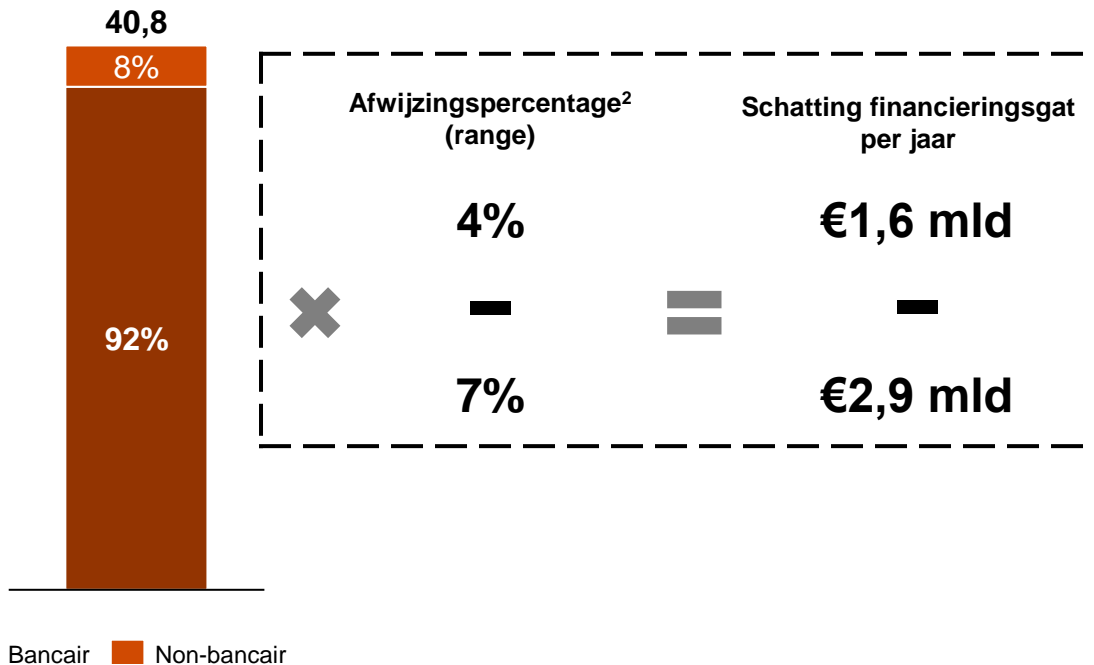 40,8
8%
92%
Afwijzingspercentage²
(range)
4%
-
7%
Schatting financieringsgat
per jaar
€1,6 mld
-
€2,9 mld
Bancair Non-bancair